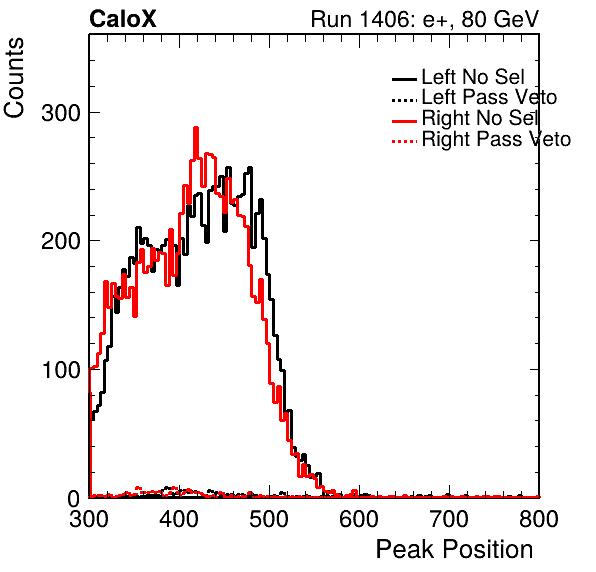 CaloX Run 1406: e+, 80 GeV
Counts
Left No Sel
Left Pass Veto
Right No Sel
Right Pass Veto
300
200
100
0
300 400 500 600 700 800
Peak Position